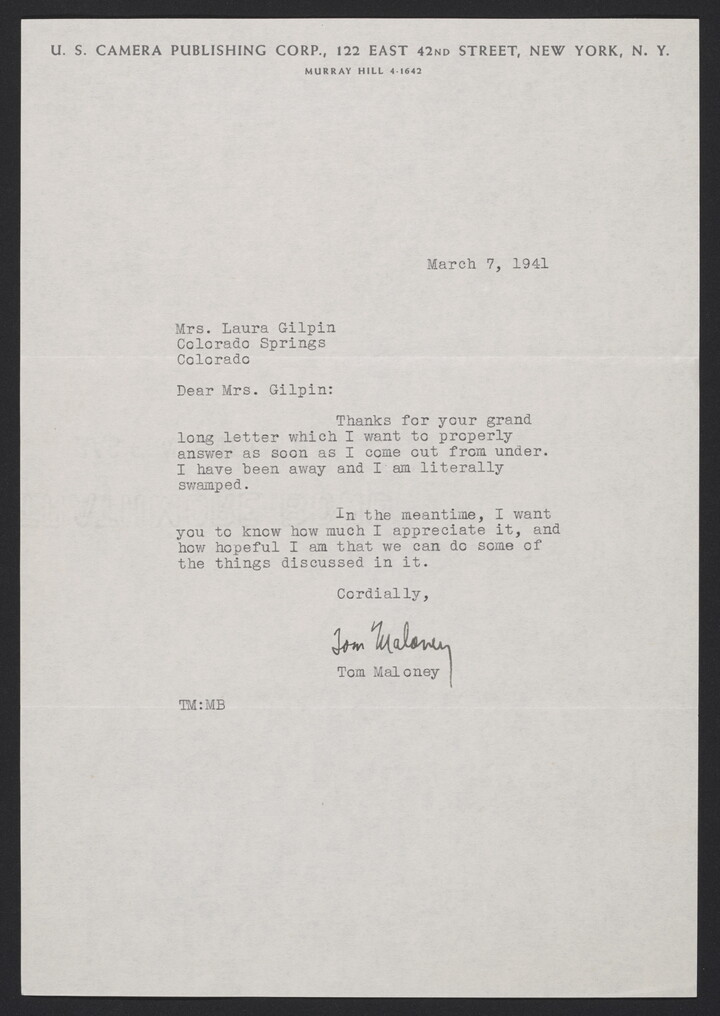 U. S. CAMERA PUBLISHING CORP., 122 EAST 42ND STREET, NEW YORK, N. Y.
MURRAY HILL 4-1642
March 7, 1941
Mrs. Laura Gilpin
Colorado Springs
Colorado
Dear Mrs. Gilpin:
Thanks for your grand
long letter which I want to properly
answer as soon as I come out from under.
I have been away and I am literally
swamped.
In the meantime, I want
you to know how much I appreciate it, and
how hopeful I am that we can do some of
the things discussed in it.
Cordially,
Tom Maloney
Tom Maloney
TM:MB